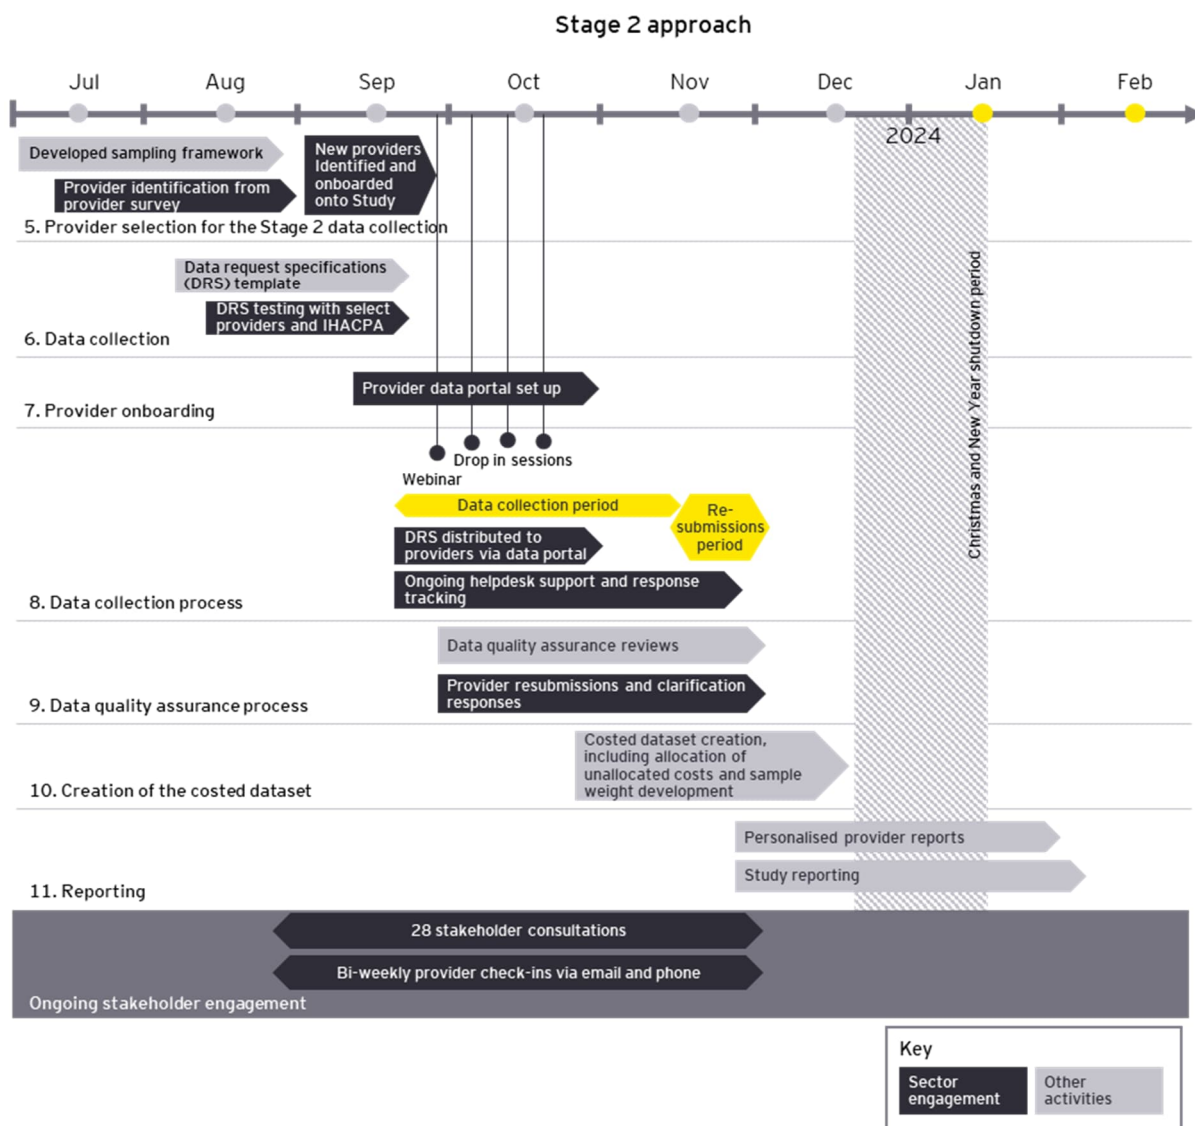 Stage 2 approach
Jul
Aug
Sep
Oct
Nov
Dec
Jan
Feb
2024
Developed sampling framework
Provider identification from
provider survey
New providers
Identified and
onboarded
onto Study
5. Provider selection for the Stage 2 data collection
Data request specifications
(DRS) template
DRS testing with select
providers and IHACPA
6. Data collection
Provider data portal set up
7. Provider onboarding
Drop in sessions
Webinar
Data collection period
Re-
submissions
period
DRS distributed to
providers via data portal
Ongoing helpdesk support and response
tracking
8. Data collection process
Christmas and New Year shutdown period
Data quality assurance reviews
Provider resubmissions and clarification
responses
9. Data quality assurance process
Costed dataset creation,
including allocation of
unallocated costs and sample
weight development
10. Creation of the costed dataset
Personalised provider reports
Study reporting
11. Reporting
28 stakeholder consultations
Bi-weekly provider check-ins via email and phone
Ongoing stakeholder engagement
Key
Sector
engagement
Other
activities